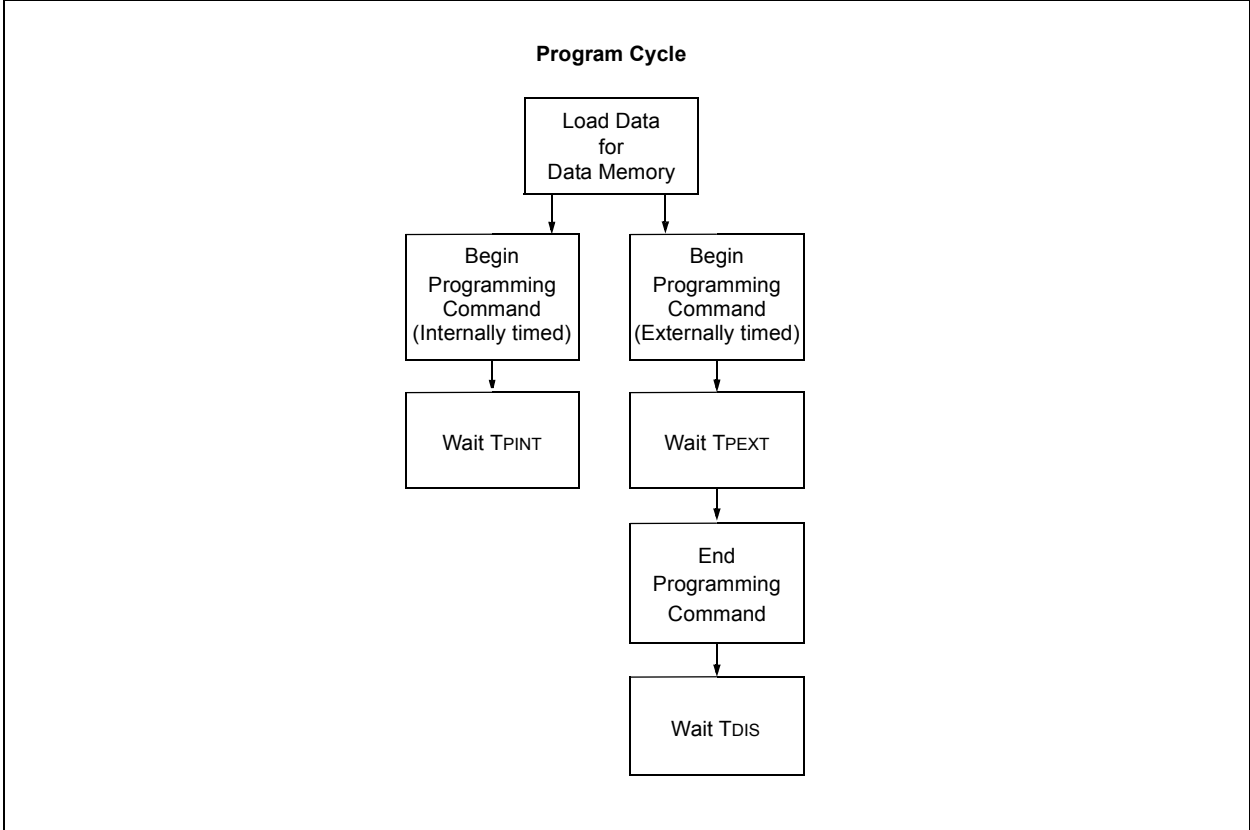 Program Cycle
Load Data
for
Data Memory
Begin
Programming
Command
(Internally timed)
Begin
Programming
Command
(Externally timed)
Wait TPINT
Wait TPEXT
End
Programming
Command
Wait TDIS